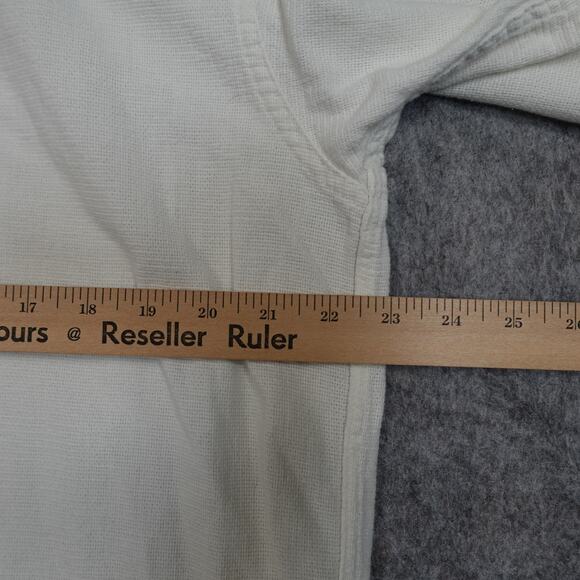 17 18 19 20 21 22 23 24 25
ours @ Reseller Ruler